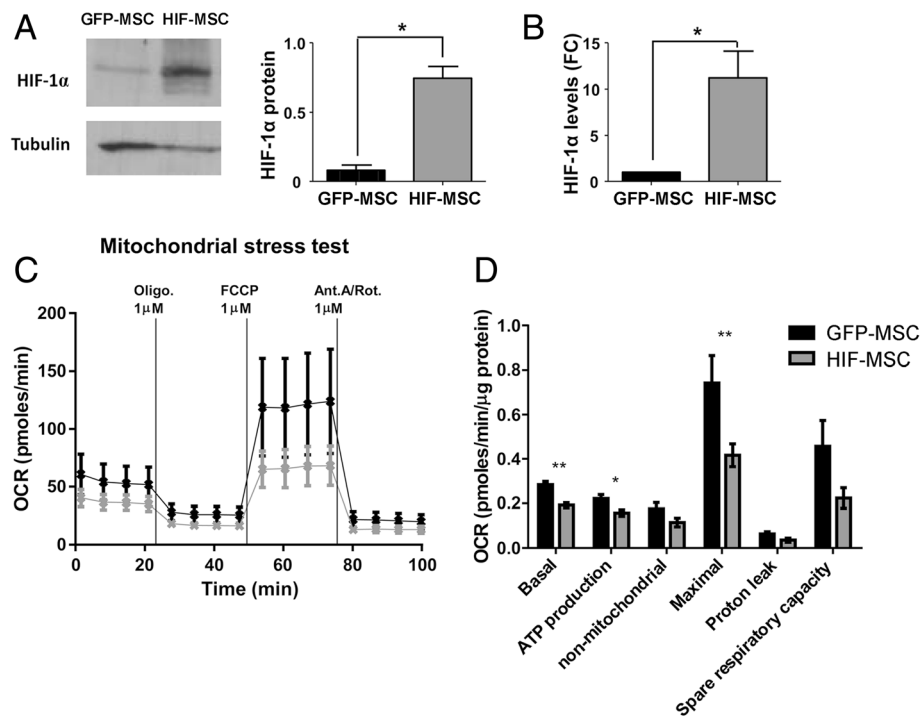 A
GFP-MSC HIF-MSC
HIF-1α
Tubulin
HIF-1α protein
1.0
0.5
0
*
GFP-MSC HIF-MSC
B
HIF-1α levels (FC)
15
10
5
0
*
GFP-MSC HIF-MSC
C
Mitochondrial stress test
Oligo. FCCP Ant.A/Rot.
1μM 1μM 1μM
OCR (pmoles/min)
200
150
100
50
0
0 20 40 60 80 100
Time (min)
D
OCR (pmoles/min/μg protein)
1.0
0.8
0.6
0.4
0.2
0.0
** * **
GFP-MSC
HIF-MSC
Basal
ATP production
non-mitochondrial
Maximal
Proton leak
Spare respiratory capacity